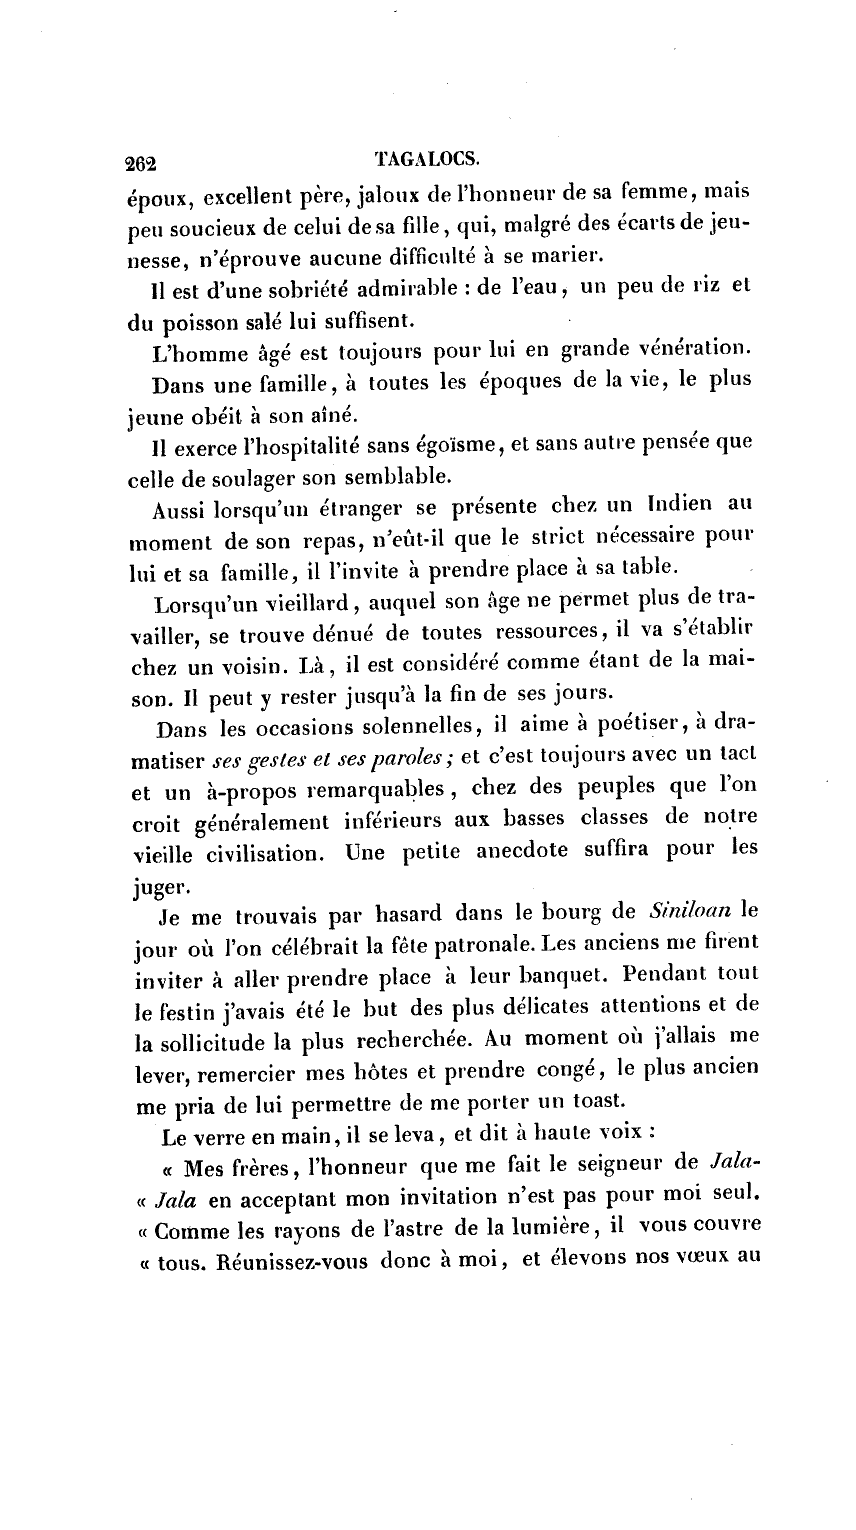 262 TAGALOCS.
époux, excellent père, jaloux de l'honneur de sa femme, mais
peu soucieux de celui de sa fille, qui, malgré des écarts de jeu-
nesse, n'éprouve aucune difficulté à se marier.
Il est d'une sobriété admirable : de l'eau, un peu de riz et
du poisson salé lui suffisent.
L'homme âgé est toujours pour lui en grande vénération.
Dans une famille, à toutes les époques de la vie, le plus
jeune obéit à son aîné.
Il exerce l'hospitalité sans égoïsme, et sans autre pensée que
celle de soulager son semblable.
Aussi lorsqu'un étranger se présente chez un Indien au
moment de son repas, n'eût-il que le strict nécessaire pour
lui et sa famille, il l'invite à prendre place à sa table.
Lorsqu'un vieillard, auquel son âge ne permet plus de tra-
vailler, se trouve dénué de toutes ressources, il va s'établir
chez un voisin. Là, il est considéré comme étant de la mai-
son. Il peut y rester jusqu'à la fin de ses jours.
Dans les occasions solennelles, il aime à poétiser, à dra-
matiser ses gestes et ses paroles ; et c'est toujours avec un tact
et un à-propos remarquables, chez des peuples que l'on
croit généralement inférieurs aux basses classes de notre
vieille civilisation. Une petite anecdote suffira pour les
juger.
Je me trouvais par hasard dans le bourg de Siniloan le
jour où l'on célébrait la fête patronale. Les anciens me firent
inviter à aller prendre place à leur banquet. Pendant tout
le festin j'avais été le but des plus délicates attentions et de
la sollicitude la plus recherchée. Au moment où j'allais me
lever, remercier mes hôtes et prendre congé, le plus ancien
me pria de lui permettre de me porter un toast.
Le verre en main, il se leva, et dit à haute voix :
« Mes frères, l'honneur que me fait le seigneur de Jala-
« Jala en acceptant mon invitation n'est pas pour moi seul.
« Comme les rayons de l'astre de la lumière, il vous couvre
« tous. Réunissez-vous donc à moi, et élevons nos vœux au